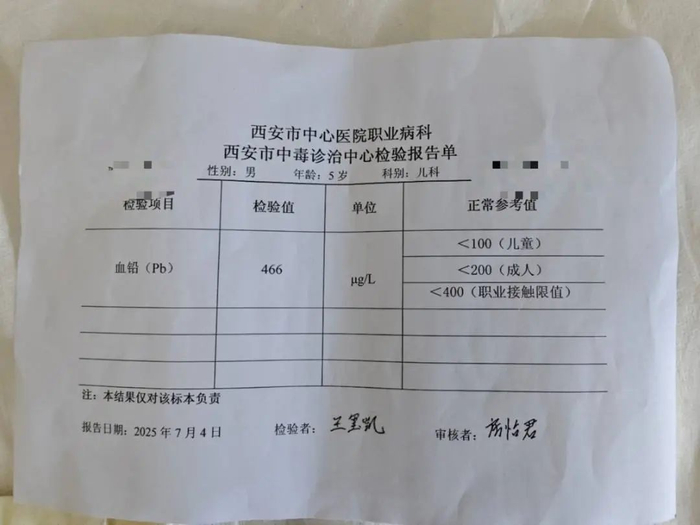 西安市中心医院职业病科
西安市中毒诊治中心检验报告单
性别：男 年龄：5 岁 科别：儿科
检验项目 检验值 单位 正常参考值
血铅（Pb） 466 μg/L <100（儿童）
<200（成人）
<400（职业接触限值）
注：本结果仅对该标本负责
报告日期：2025 年 7 月 4 日 检验者： 审核者：